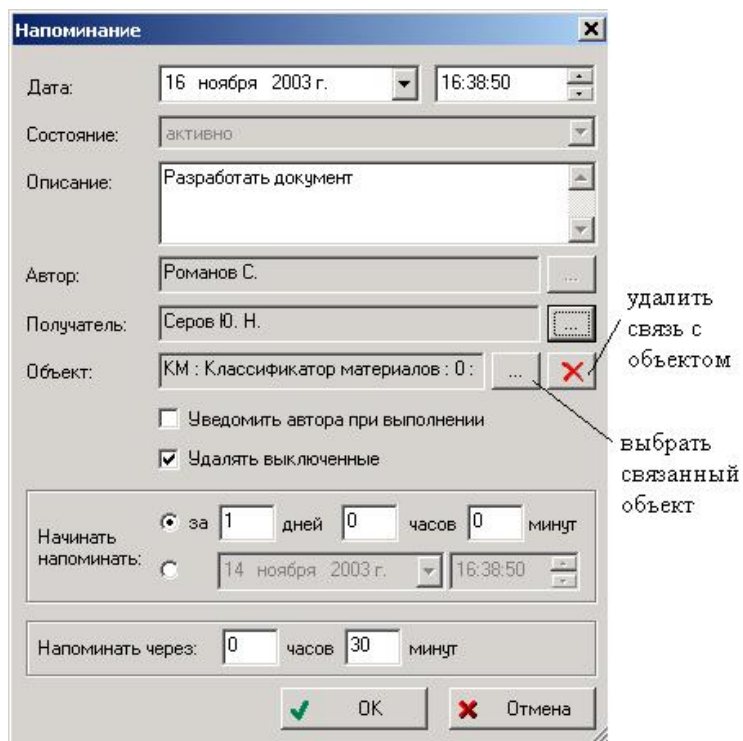 Напоминание
Дата: 16 ноября 2003 г. 16:38:50
Состояние: активно
Описание: Разработать документ
Автор: Романов С. ...
Получатель: Серов Ю. Н. ...
Объект: КМ : Классификатор материалов : 0 : ...
удалить
связь с
объектом
Уведомить автора при выполнении
Удалять выключенные
выбрать
связанный
объект
Начинать
напоминать:
за 1 дней 0 часов 0 минут
14 ноября 2003 г. 16:38:50
Напоминать через: 0 часов 30 минут
OK Отмена